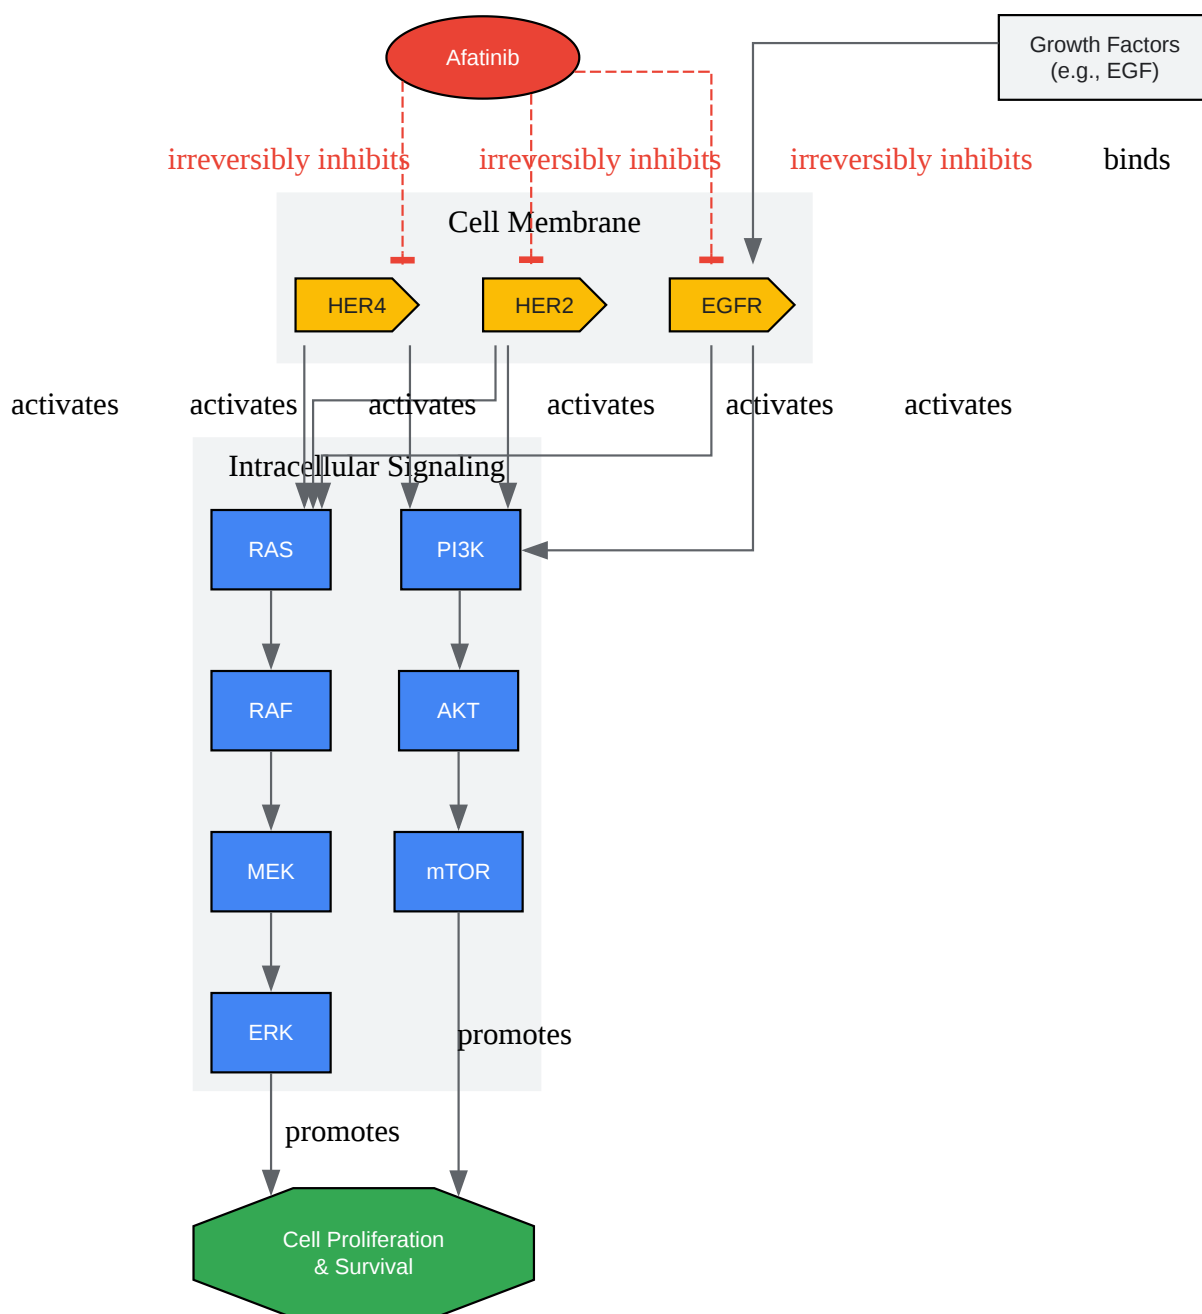 Afatinib
Growth Factors
(e.g., EGF)
irreversibly inhibits
irreversibly inhibits
irreversibly inhibits
binds
Cell Membrane
HER4
HER2
EGFR
activates
activates
activates
activates
activates
activates
Intracellular Signaling
RAS
PI3K
RAF
AKT
MEK
mTOR
ERK
promotes
promotes
Cell Proliferation
& Survival